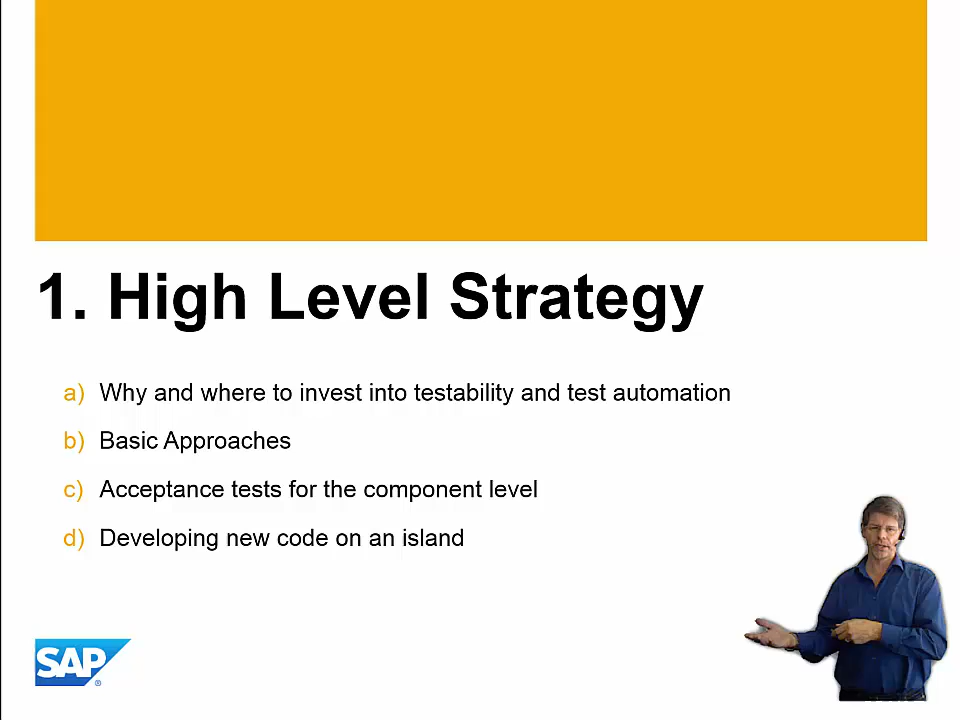 1. High Level Strategy
a) Why and where to invest into testability and test automation
b) Basic Approaches
c) Acceptance tests for the component level
d) Developing new code on an island
SAP®